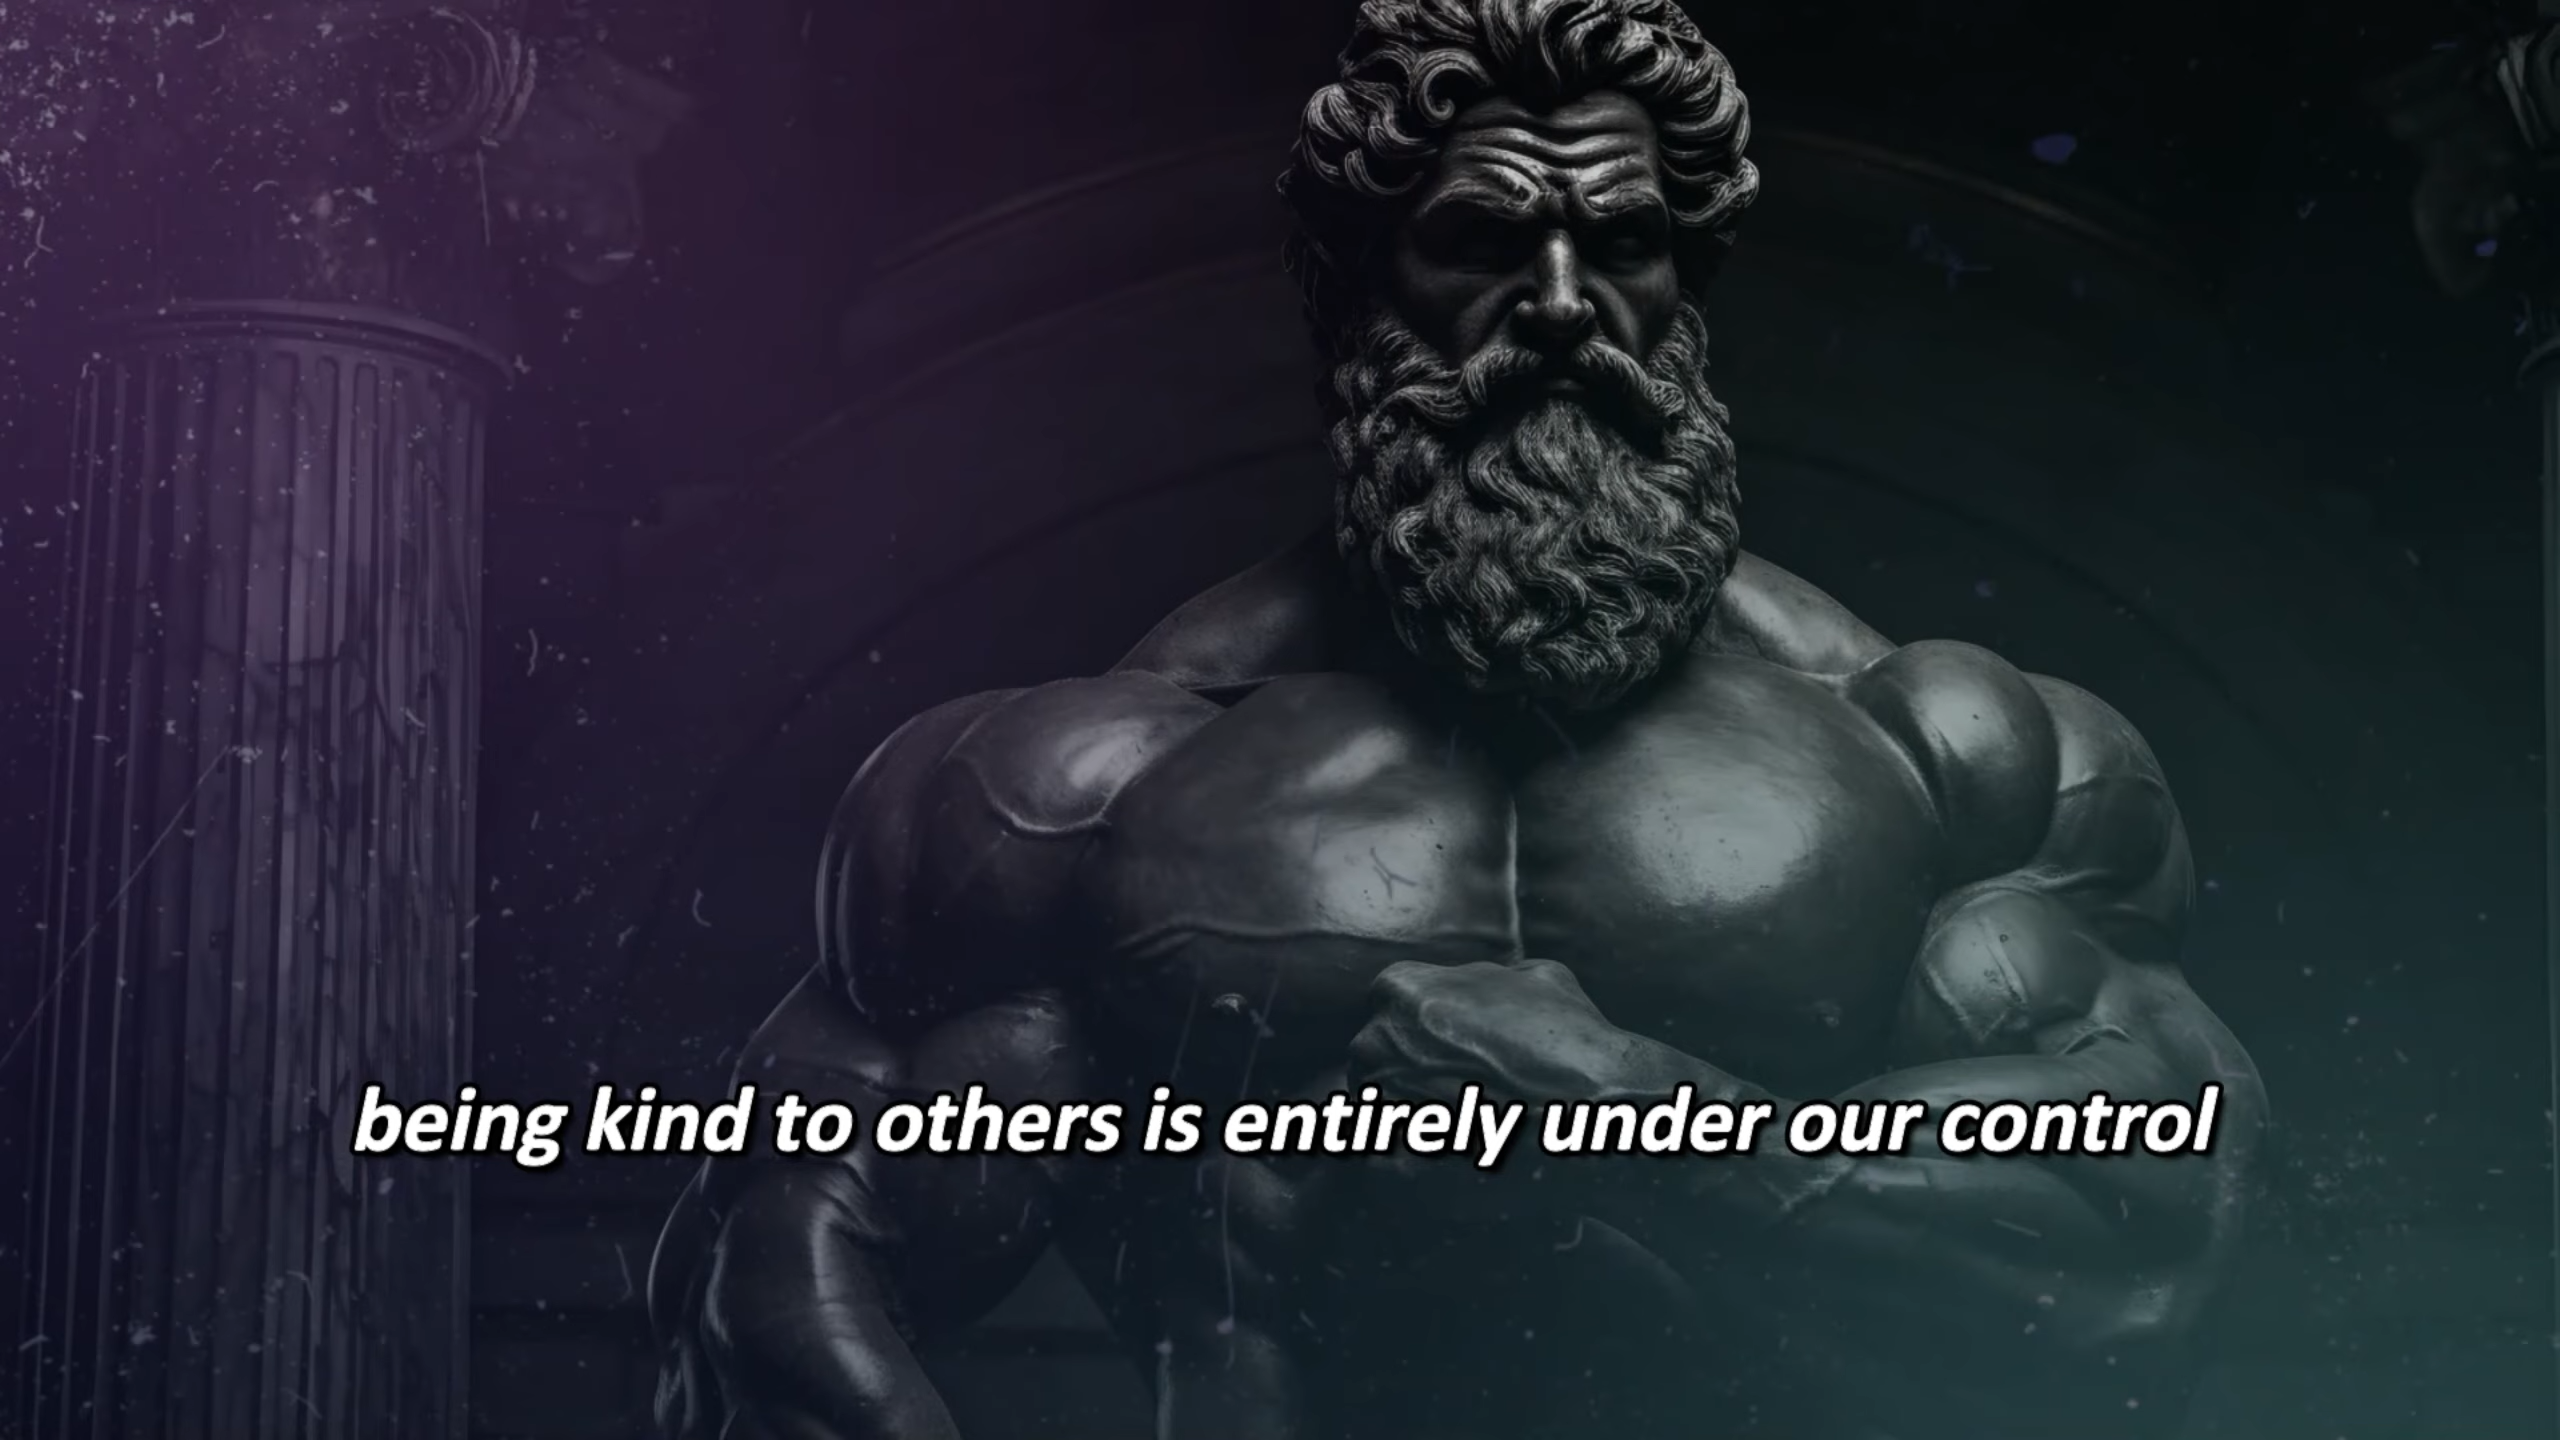 being kind to others is entirely under our control